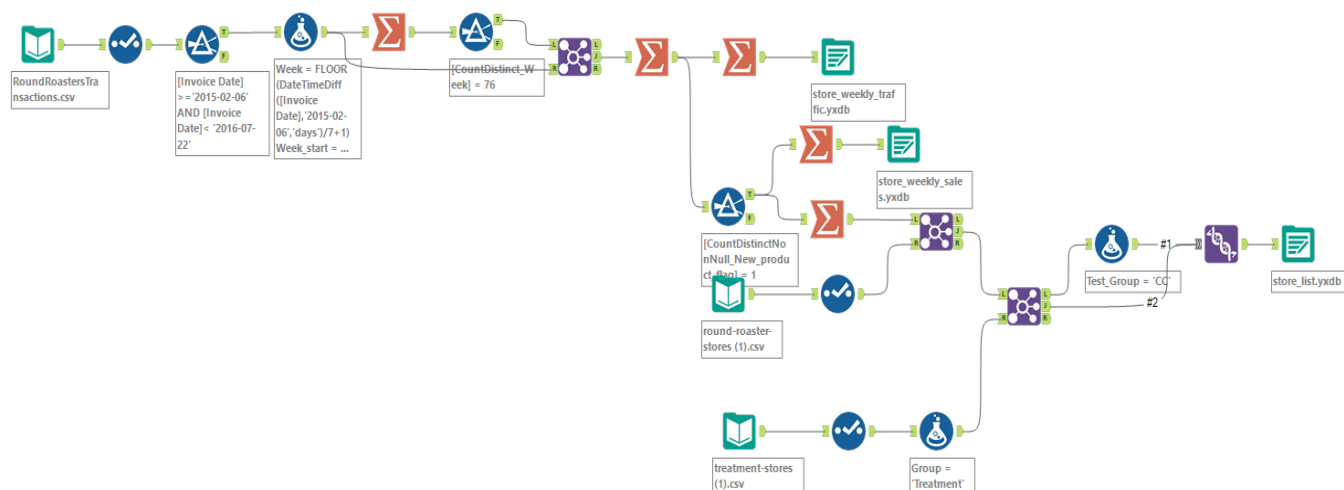 RoundRoastersTra
nsactions.csv
[Invoice Date]
>='2015-02-06'
AND [Invoice
Date]< '2016-07-
22'
Week = FLOOR
(DateTimeDiff
([Invoice
Date],'2015-02-
06','days')/7+1)
Week_start = ...
[CountDistinct_W
eek] = 76
store_weekly_traf
fic.yxdb
store_weekly_sale
s.yxdb
[CountDistinctNo
nNull_New_produ
ct_flag] = 1
round-roaster-
stores (1).csv
treatment-stores
(1).csv
Group =
'Treatment'
Test_Group = 'CC'
#1
#2
store_list.yxdb
T
F
T
F
L
R
L
J
R
T
F
L
R
L
J
R
L
R
L
J
R